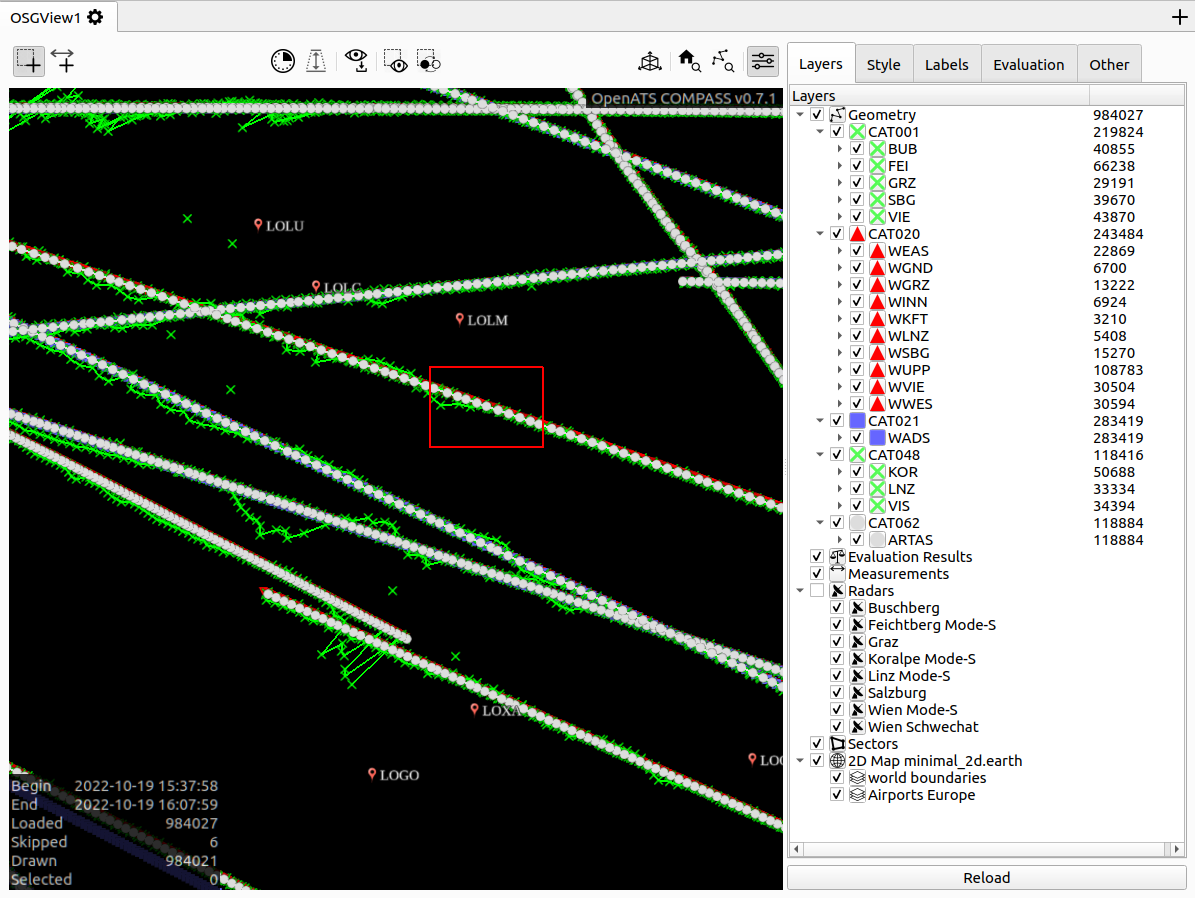 OSGView1
Layers Style Labels Evaluation Other
OpenATS COMPASS v0.7.1
LOLU
LOLC
LOLM
LOGO
Begin 2022-10-19 15:37:58
End 2022-10-19 16:07:59
Loaded 984027
Skipped 6
Drawn 984021
Selected 0
Layers
Geometry 984027
CAT001 219824
BUB 40855
FEI 66238
GRZ 29191
SBG 39670
VIE 43870
CAT020 243484
WEAS 22869
WGND 6700
WGRZ 13222
WINN 6924
WKFT 3210
WLNZ 5408
WSBG 15270
WUPP 108783
WVIE 30504
WWES 30594
CAT021 283419
WADS 283419
CAT048 118416
KOR 50688
LNZ 33334
VIS 34394
CAT062 118884
ARTAS 118884
Evaluation Results
Measurements
Radars
Buschberg
Feichtberg Mode-S
Graz
Koralpe Mode-S
Linz Mode-S
Salzburg
Wien Mode-S
Wien Schwechat
Sectors
2D Map minimal_2d.earth
world boundaries
Airports Europe
Reload